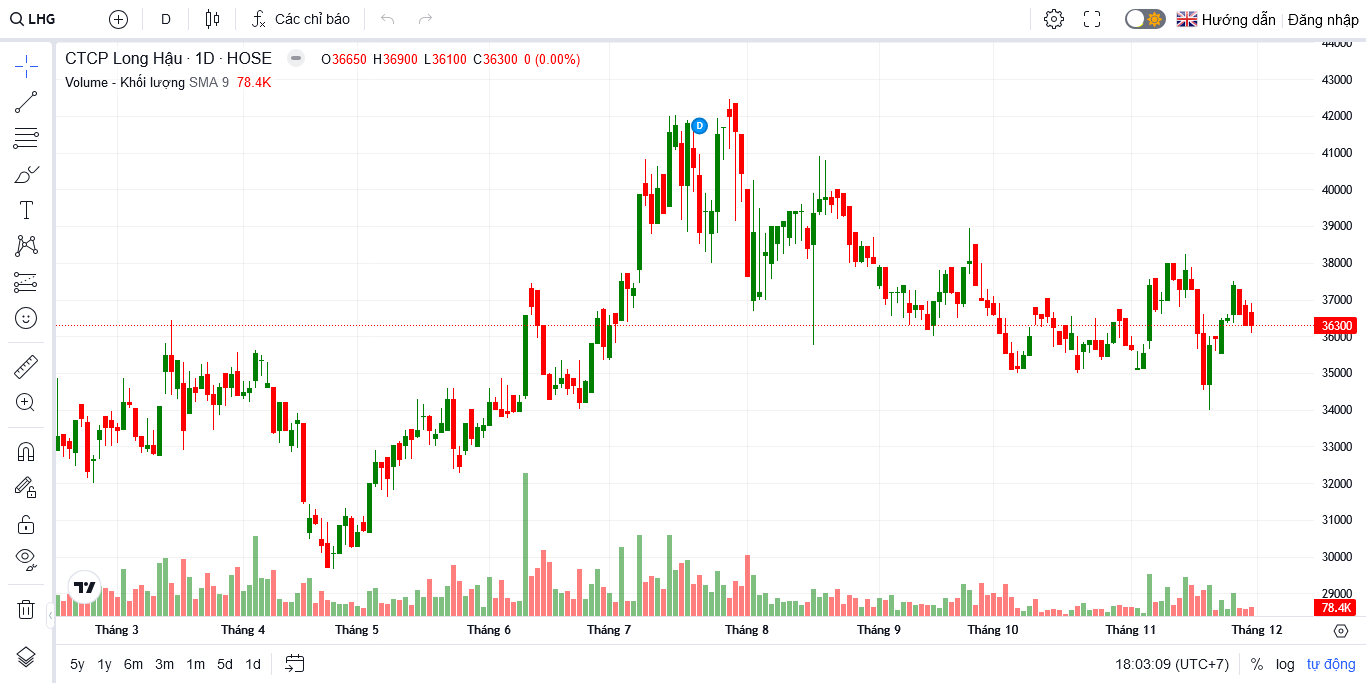 LHG
D
Các chỉ báo
Hướng dẫn
Đăng nhập
CTCP Long Hậu · 1D · HOSE
O36650 H36900 L36100 C36300 0 (0.00%)
Volume - Khối lượng SMA 9 78.4K
D
44000
43000
42000
41000
40000
39000
38000
37000
36300
36000
35000
34000
33000
32000
31000
30000
29000
78.4K
Tháng 3
Tháng 4
Tháng 5
Tháng 6
Tháng 7
Tháng 8
Tháng 9
Tháng 10
Tháng 11
Tháng 12
5y 1y 6m 3m 1m 5d 1d
18:03:09 (UTC+7)
% log tự động